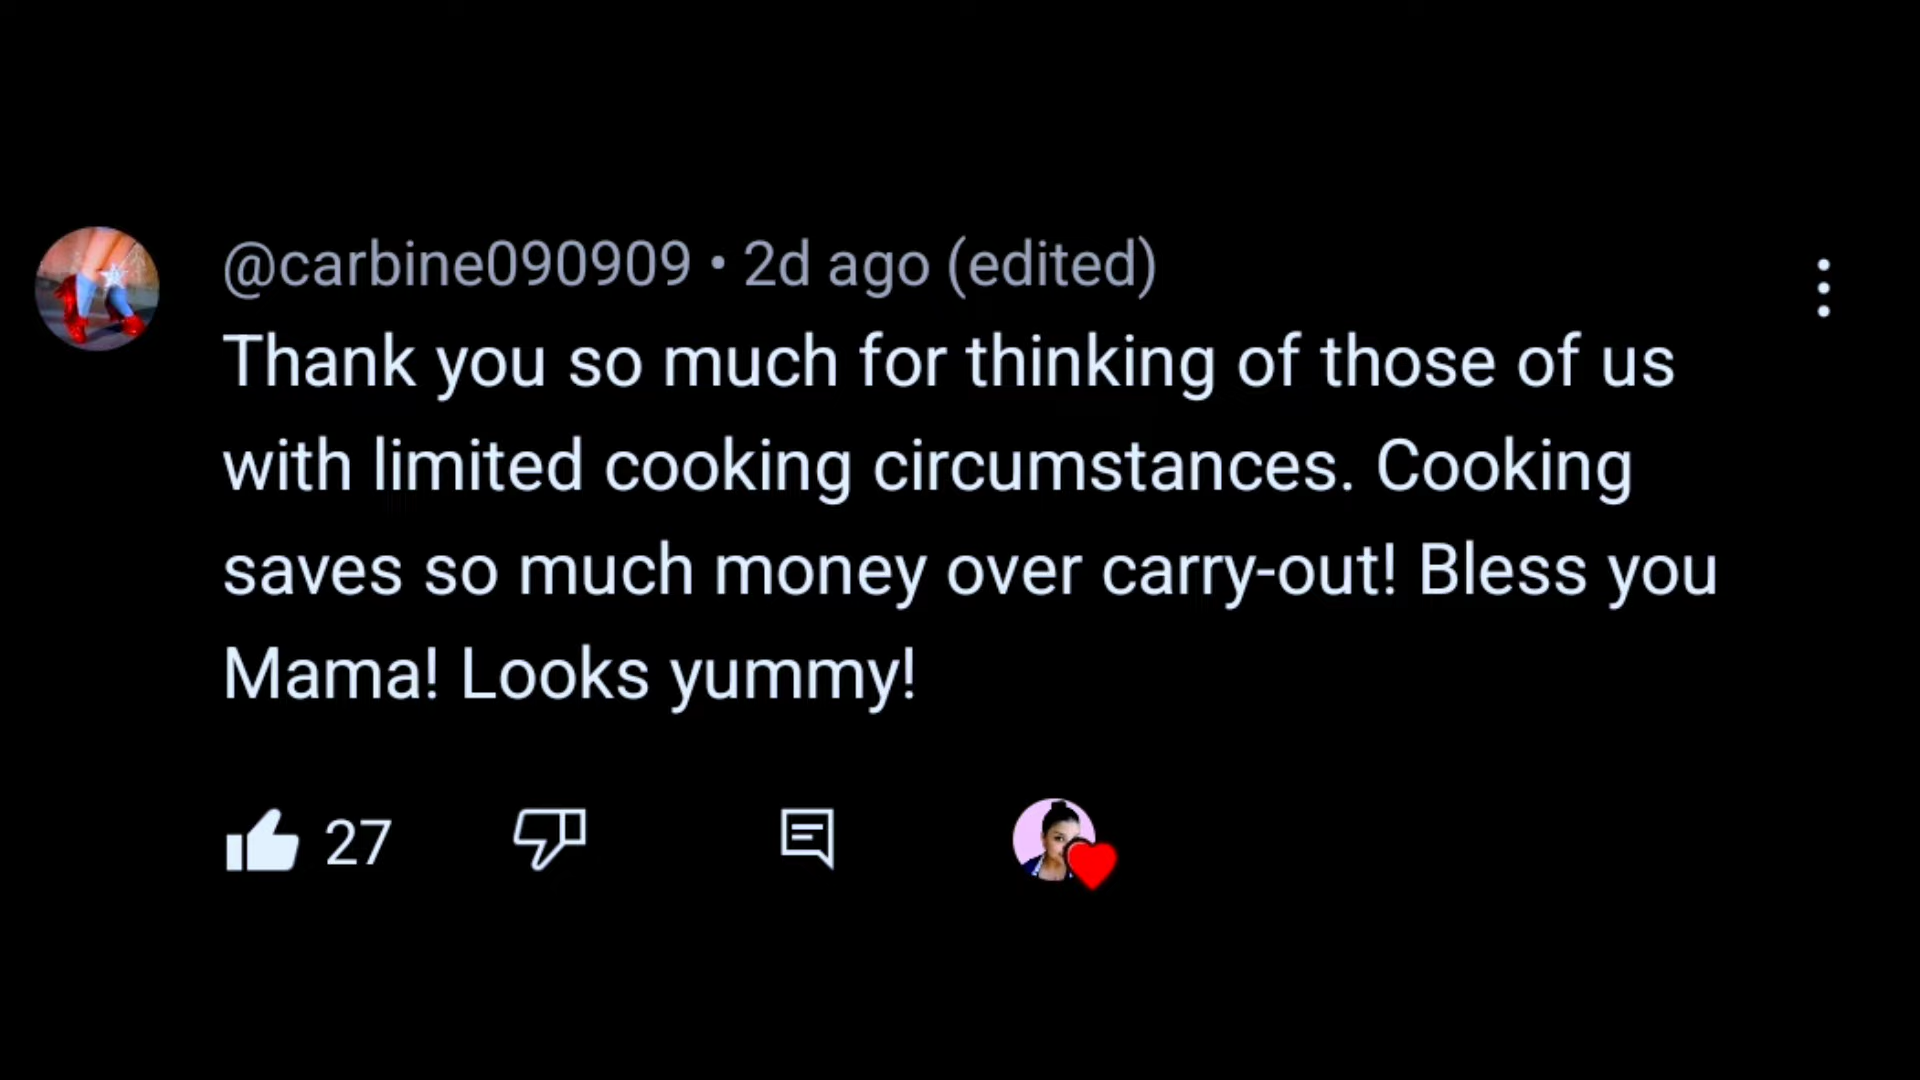 @carbine090909 • 2d ago (edited)
Thank you so much for thinking of those of us
with limited cooking circumstances. Cooking
saves so much money over carry-out! Bless you
Mama! Looks yummy!
27